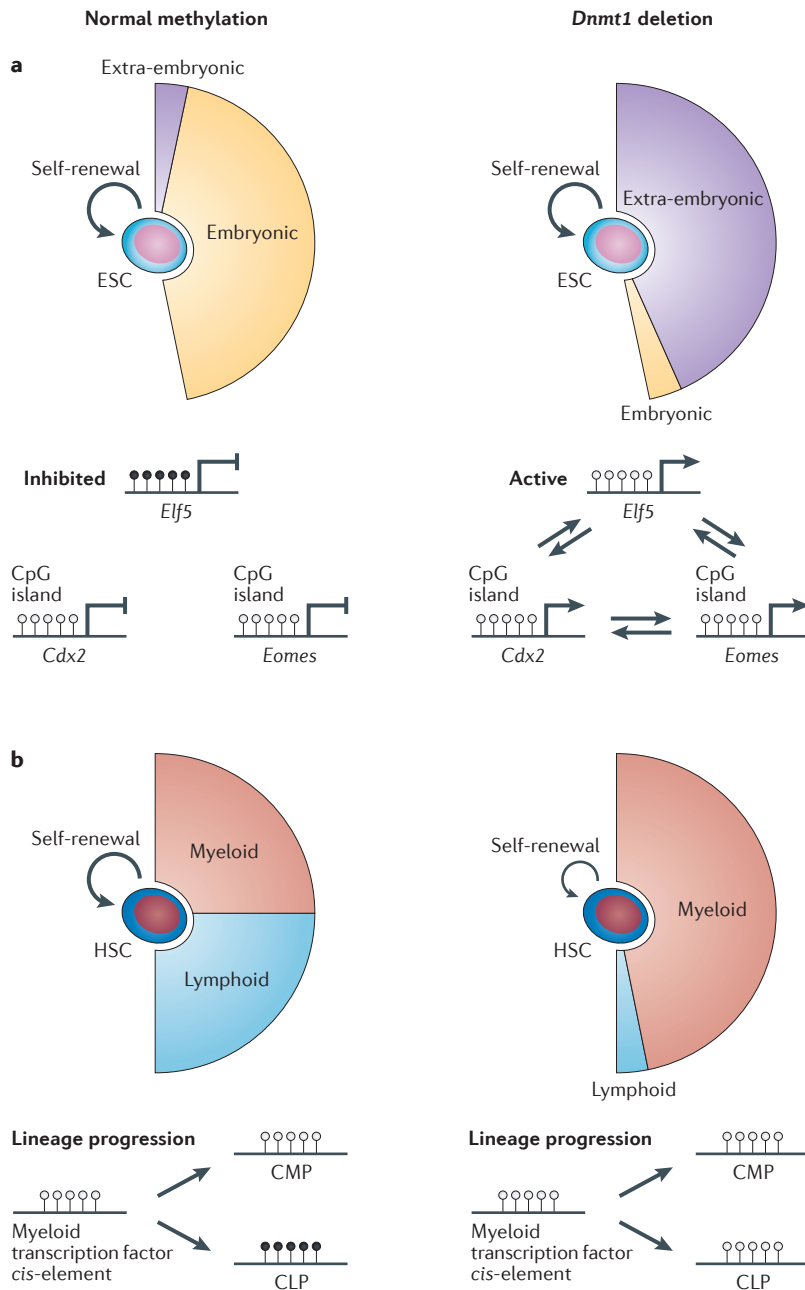 Normal methylation
Dnmt1 deletion
a
Extra-embryonic
Self-renewal
Embryonic
ESC
Self-renewal
Extra-embryonic
ESC
Embryonic
Inhibited
Elf5
CpG
island
Cdx2
CpG
island
Eomes
Active
Elf5
CpG
island
Cdx2
CpG
island
Eomes
b
Self-renewal
Myeloid
HSC
Lymphoid
Self-renewal
Myeloid
HSC
Lymphoid
Lineage progression
CMP
Myeloid
transcription factor
cis-element
CLP
Lineage progression
CMP
Myeloid
transcription factor
cis-element
CLP